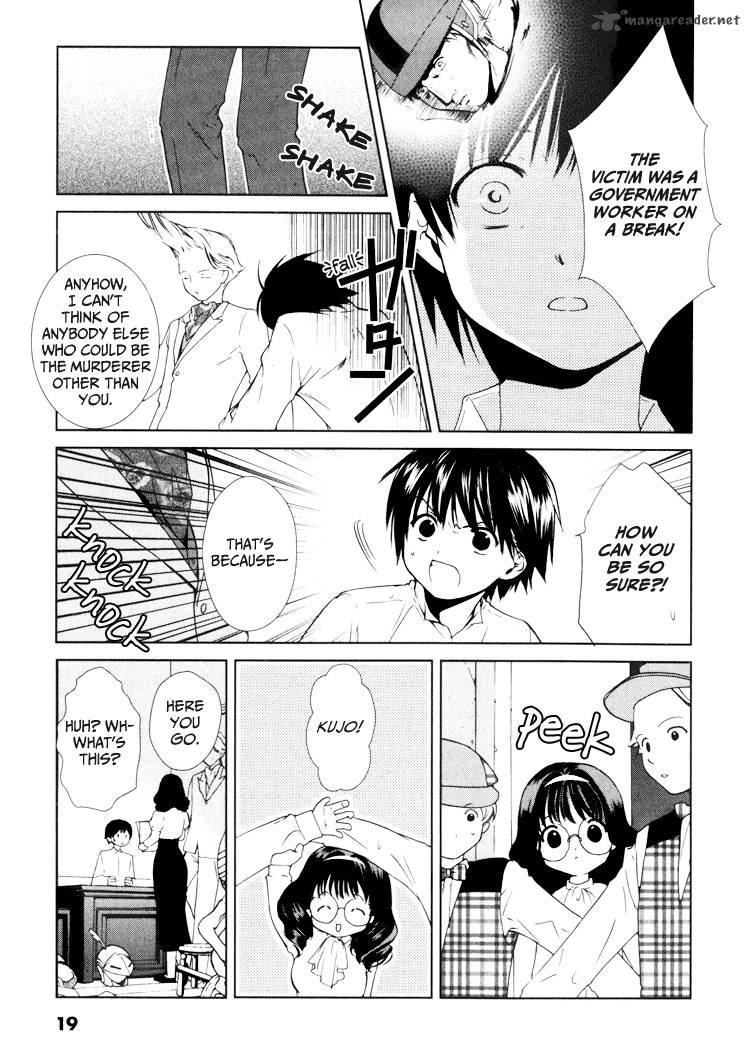 mangareader.net
THE
VICTIM WAS A
GOVERNMENT
WORKER ON
A BREAK!
SHAKE
SHAKE
fall
ガタン
ANYHOW,
I CAN'T
THINK OF
ANYBODY ELSE
WHO COULD BE
THE MURDERER
OTHER THAN
YOU.
HOW
CAN YOU
BE SO
SURE?!
THAT'S
BECAUSE—
Knock
Knock
Peek
KUJO!
HERE
YOU
GO.
HUH? WH-
WHAT'S
THIS?
19